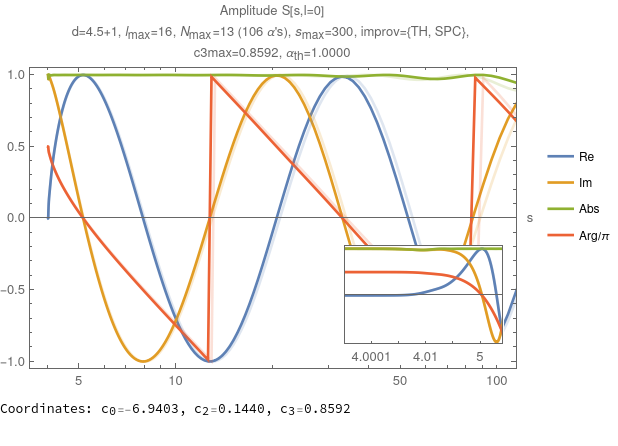 Amplitude S[s,l=0]
d=4.5+1, lmax=16, Nmax=13 (106 α's), smax=300, improv={TH, SPC},
c3max=0.8592, αth=1.0000
1.0
0.5
0.0
-0.5
-1.0
s
Re
Im
Abs
Arg/π
4.0001 4.01 5
5 10 50 100
Coordinates: c0=-6.9403, c2=0.1440, c3=0.8592